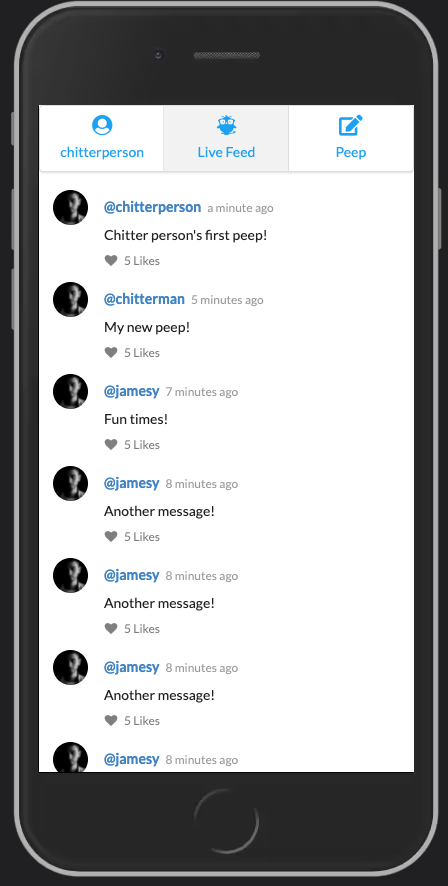 chitterperson Live Feed Peep
@chitterperson a minute ago
Chitter person's first peep!
5 Likes
@chitterman 5 minutes ago
My new peep!
5 Likes
@jamesy 7 minutes ago
Fun times!
5 Likes
@jamesy 8 minutes ago
Another message!
5 Likes
@jamesy 8 minutes ago
Another message!
5 Likes
@jamesy 8 minutes ago
Another message!
5 Likes
@jamesy 8 minutes ago